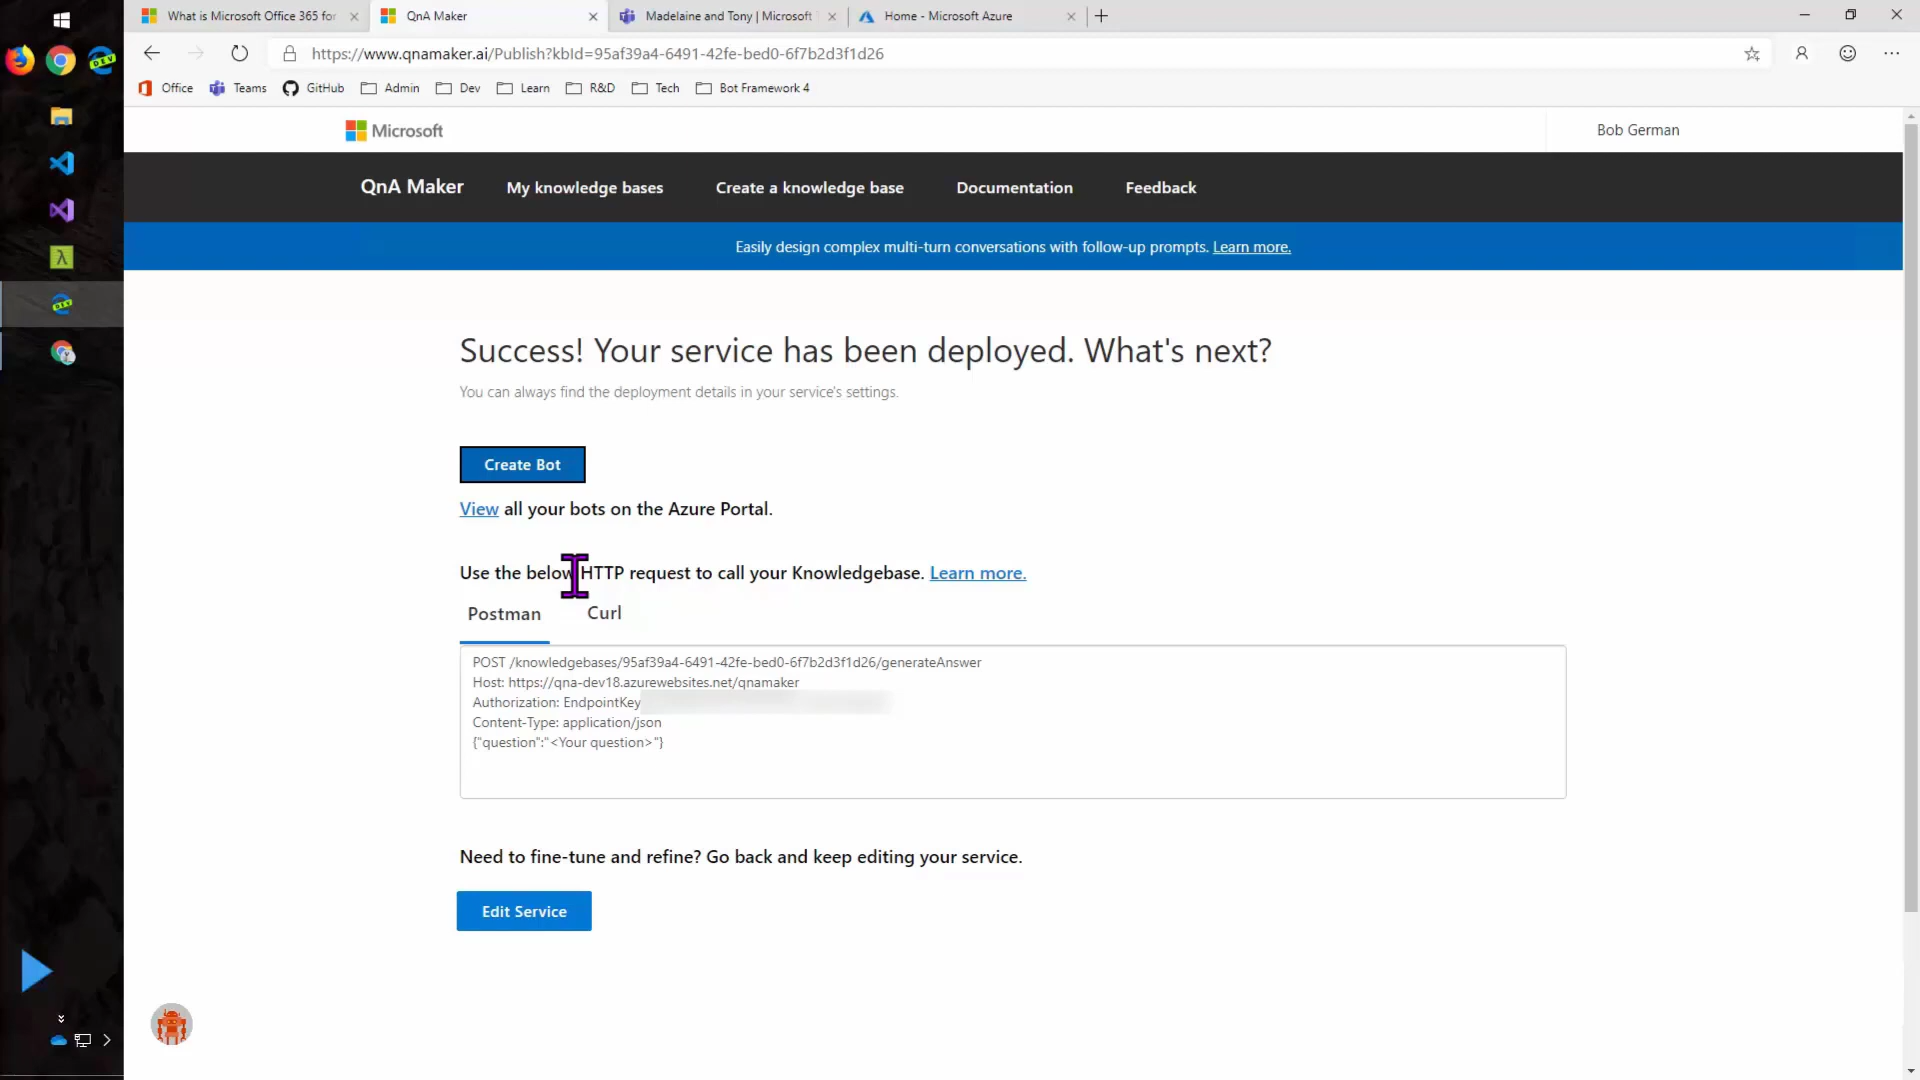 What is Microsoft Office 365 for
QnA Maker
Madelaine and Tony | Microsoft
Home - Microsoft Azure
https://www.qnamaker.ai/Publish?kbId=95af39a4-6491-42fe-bed0-6f7b2d3f1d26
Office
Teams
GitHub
Admin
Dev
Learn
R&D
Tech
Bot Framework 4
Microsoft
Bob German
QnA Maker
My knowledge bases
Create a knowledge base
Documentation
Feedback
Easily design complex multi-turn conversations with follow-up prompts. Learn more.
Success! Your service has been deployed. What's next?
You can always find the deployment details in your service's settings.
Create Bot
View all your bots on the Azure Portal.
Use the below HTTP request to call your Knowledgebase. Learn more.
Postman
Curl
POST /knowledgebases/95af39a4-6491-42fe-bed0-6f7b2d3f1d26/generateAnswer
Host: https://qna-dev18.azurewebsites.net/qnamaker
Authorization: EndpointKey
Content-Type: application/json
{"question":"<Your question>"}
Need to fine-tune and refine? Go back and keep editing your service.
Edit Service